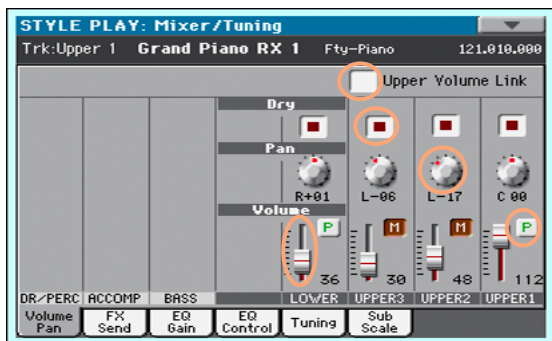 STYLE PLAY: Mixer/Tuning
Trk:Upper 1 Grand Piano RX 1 Fty-Piano 121.010.000
Upper Volume Link
Dry
Pan
R+01 L-06 L-17 C 00
Volume
P M M P
36 30 48 112
DR/PERC ACCOMP BASS LOWER UPPER3 UPPER2 UPPER1
Volume Pan FX Send EQ Gain EQ Control Tuning Sub Scale